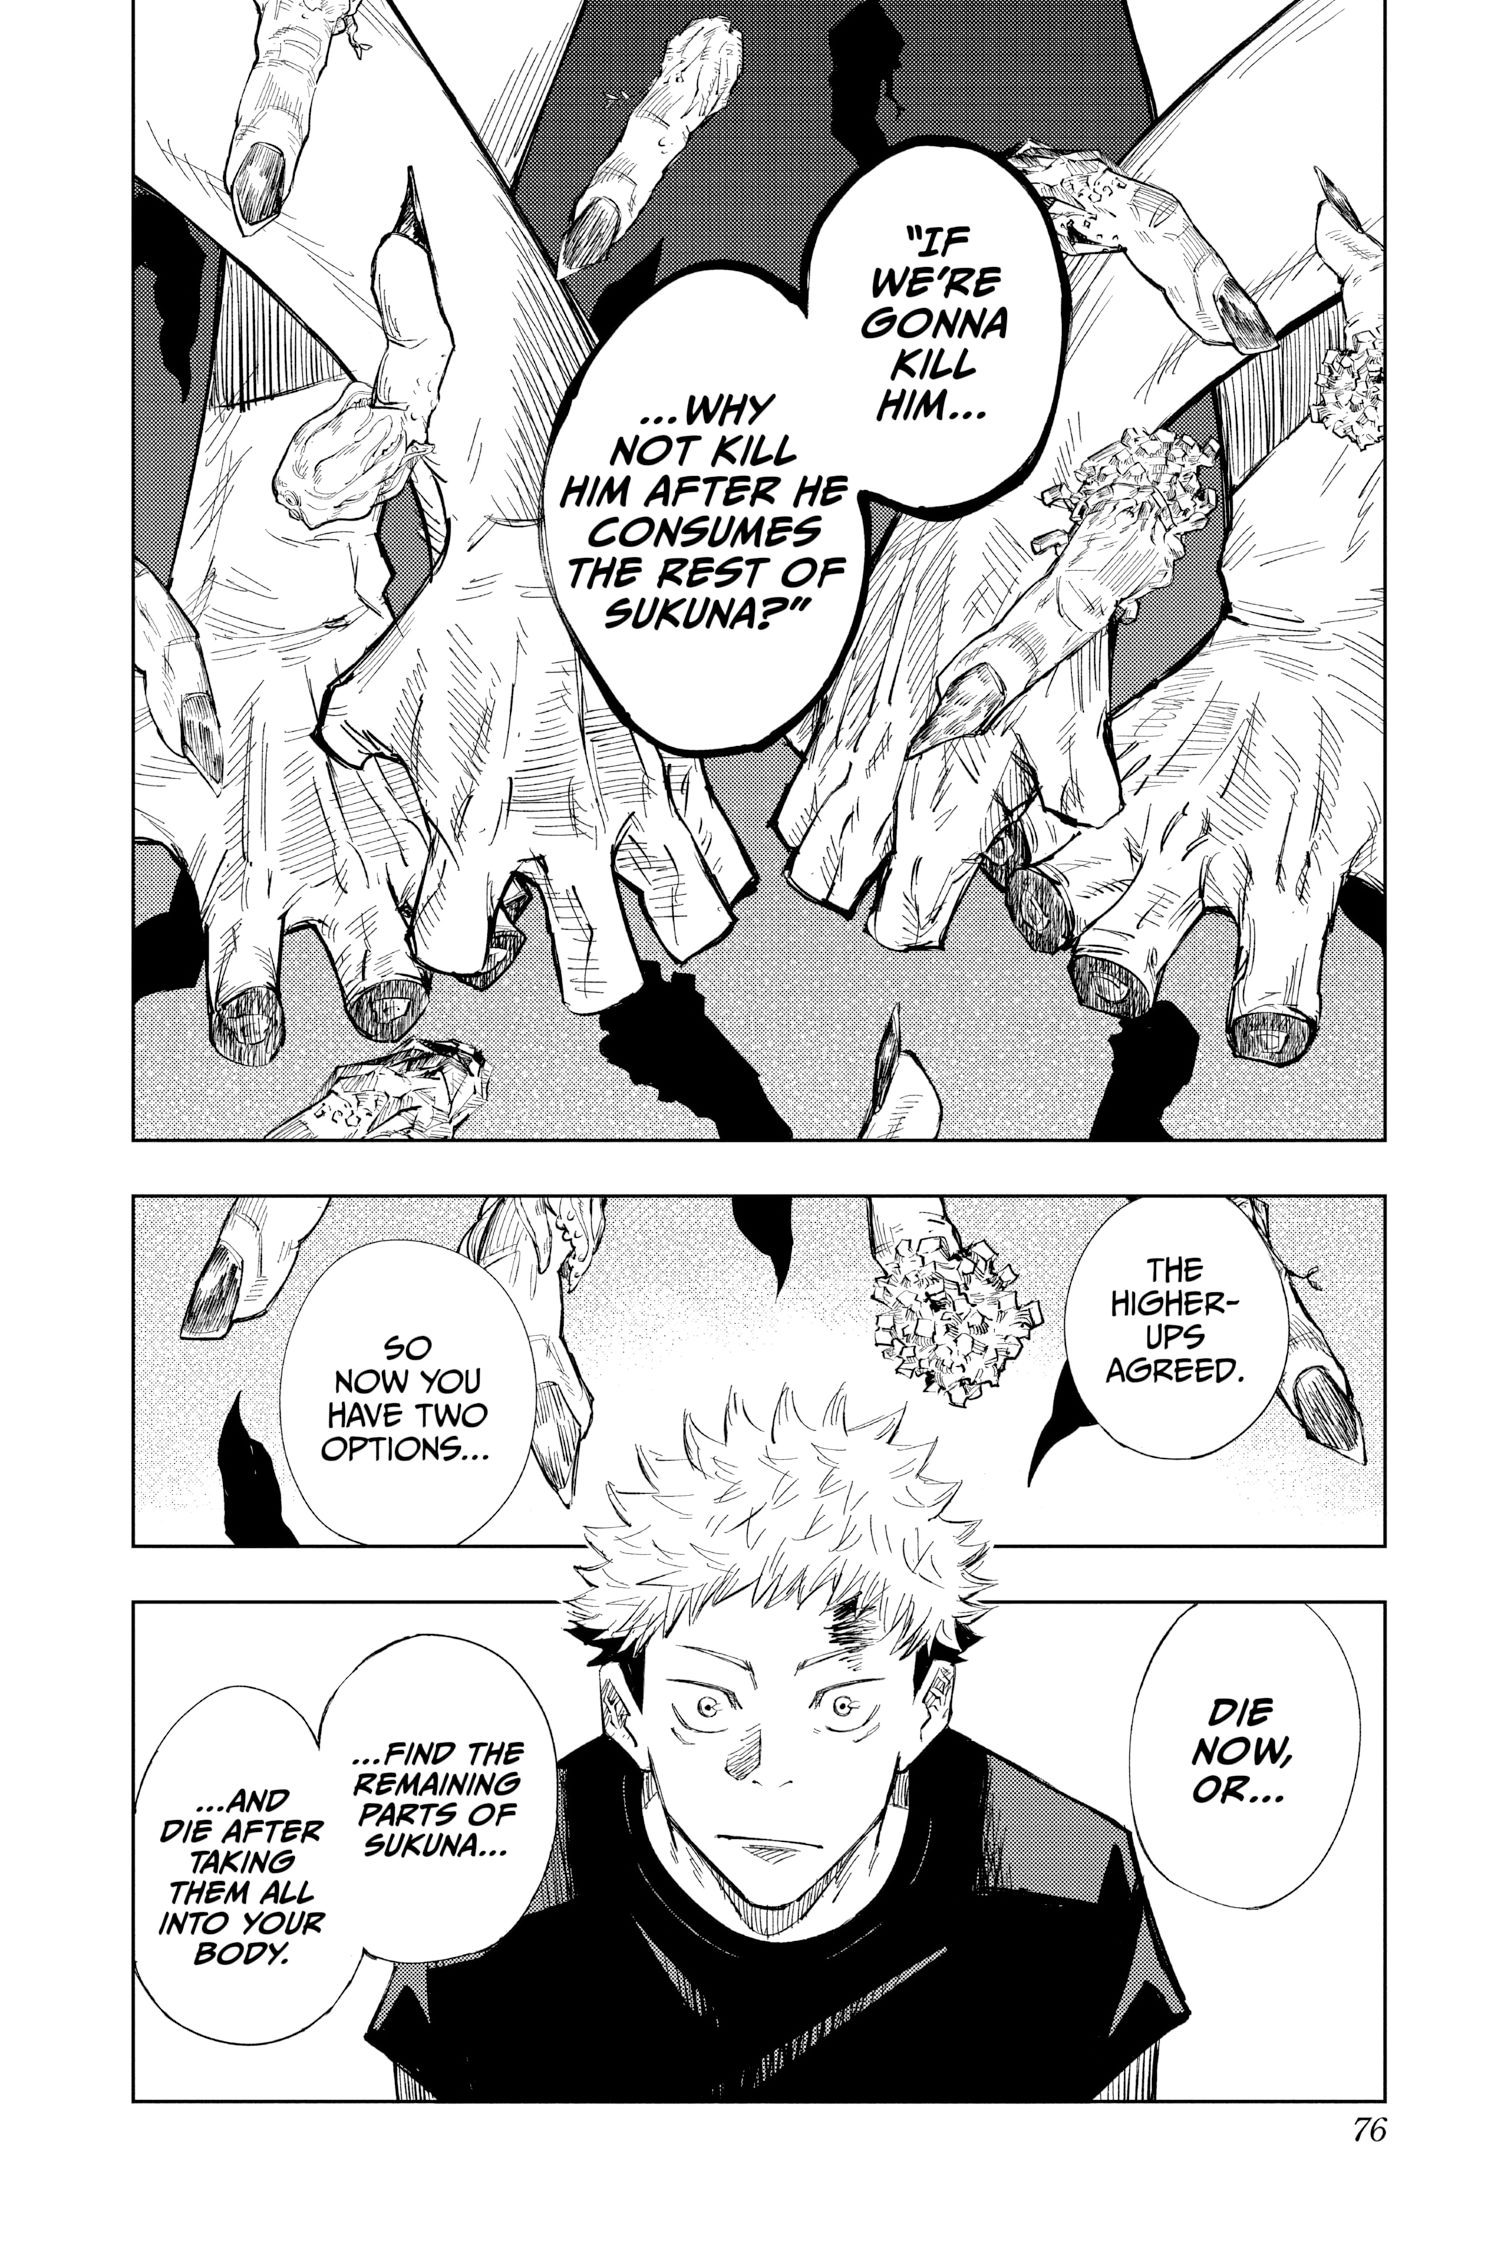 "IF
WE'RE
GONNA
KILL
HIM...
...WHY
NOT KILL
HIM AFTER HE
CONSUMES
THE REST OF
SUKUNA?"
THE
HIGHER-
UPS
AGREED.
SO
NOW YOU
HAVE TWO
OPTIONS...
DIE
NOW,
OR...
...FIND THE
REMAINING
PARTS OF
SUKUNA...
...AND
DIE AFTER
TAKING
THEM ALL
INTO YOUR
BODY.
76